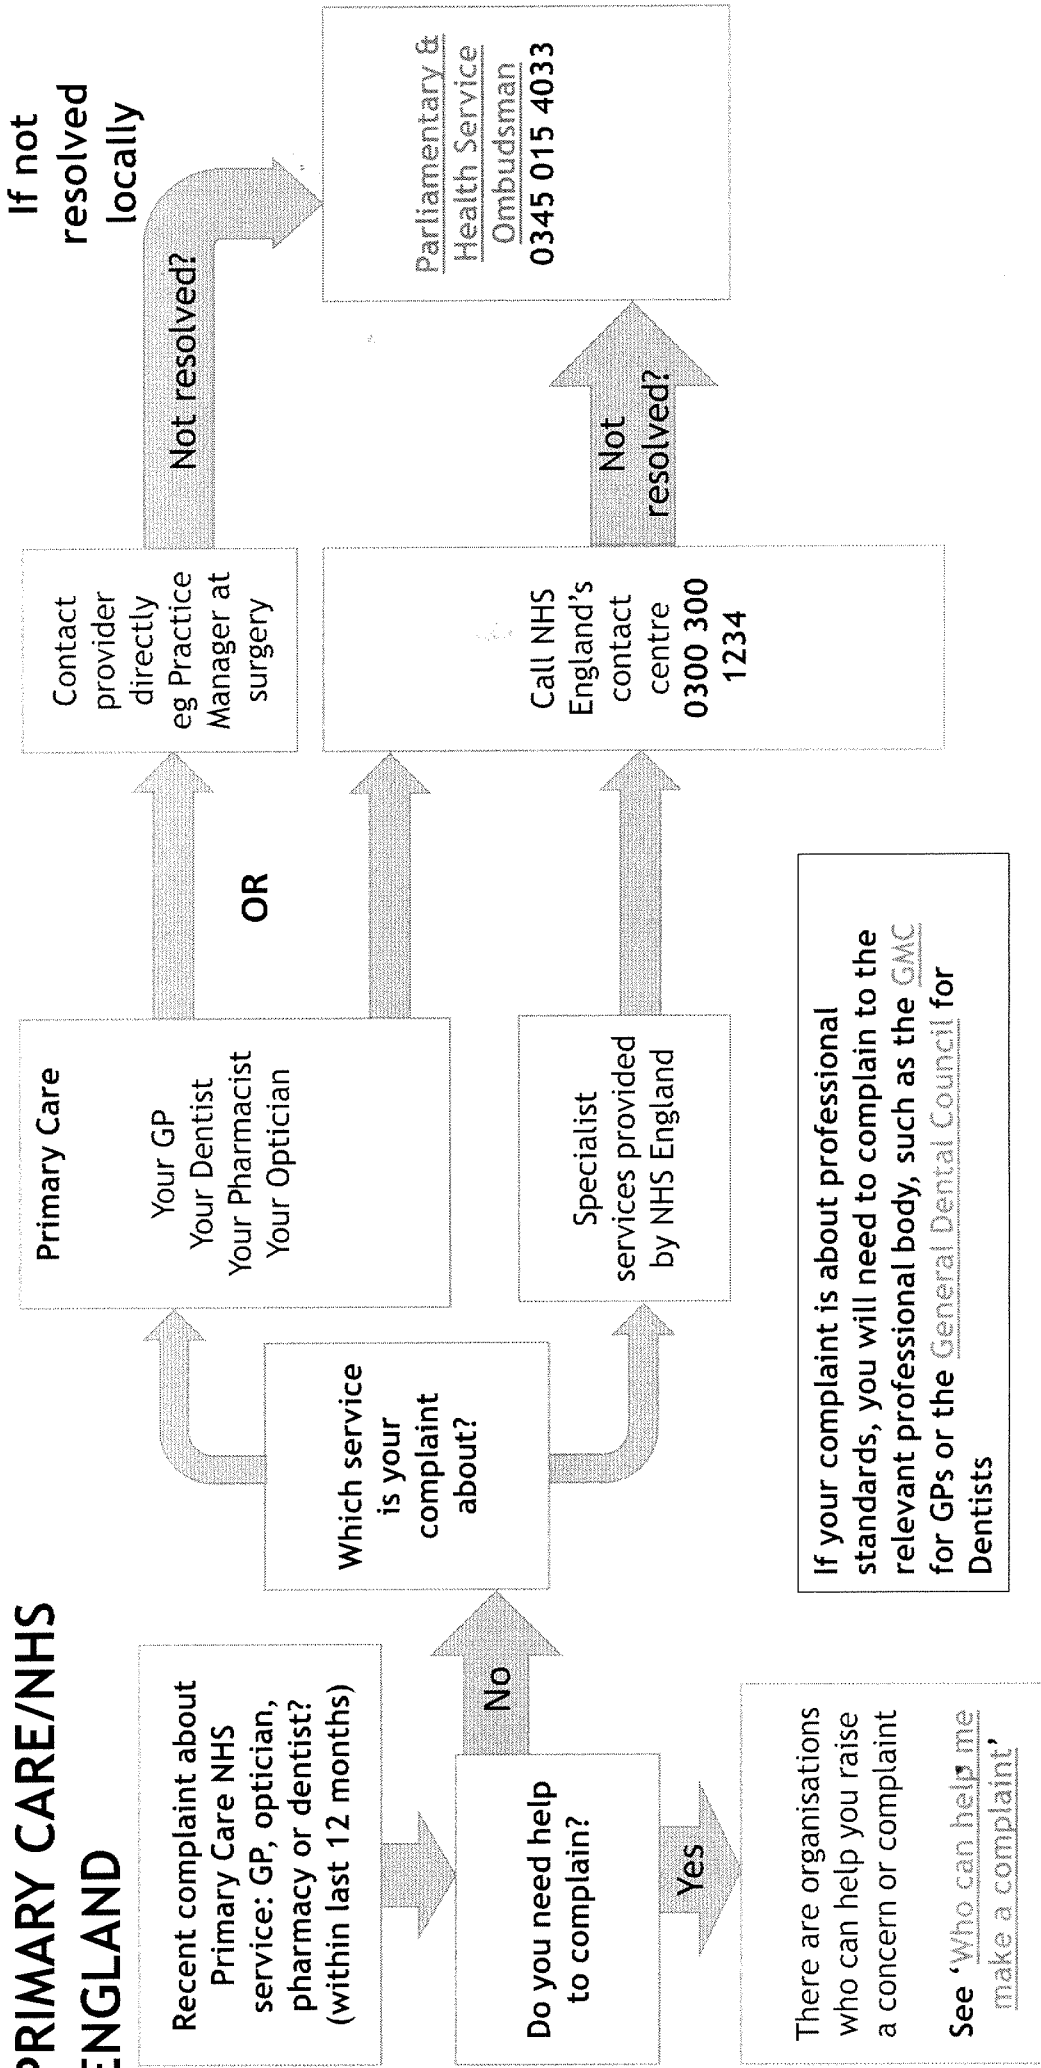 PRIMARY CARE/NHS
ENGLAND
Recent complaint about
Primary Care NHS
service: GP, optician,
pharmacy or dentist?
(within last 12 months)
Do you need help
to complain?
Yes
There are organisations
who can help you raise
a concern or complaint
See ‘Who can help me
make a complaint’
No
Which service
is your
complaint
about?
Primary Care
Your GP
Your Dentist
Your Pharmacist
Your Optician
Specialist
services provided
by NHS England
OR
Contact
provider
directly
eg Practice
Manager at
surgery
Call NHS
England's
contact
centre
0300 300
1234
Not resolved?
Not
resolved?
If not
resolved
locally
Parliamentary &
Health Service
Ombudsman
0345 015 4033
If your complaint is about professional
standards, you will need to complain to the
relevant professional body, such as the GMC
for GPs or the General Dental Council for
Dentists